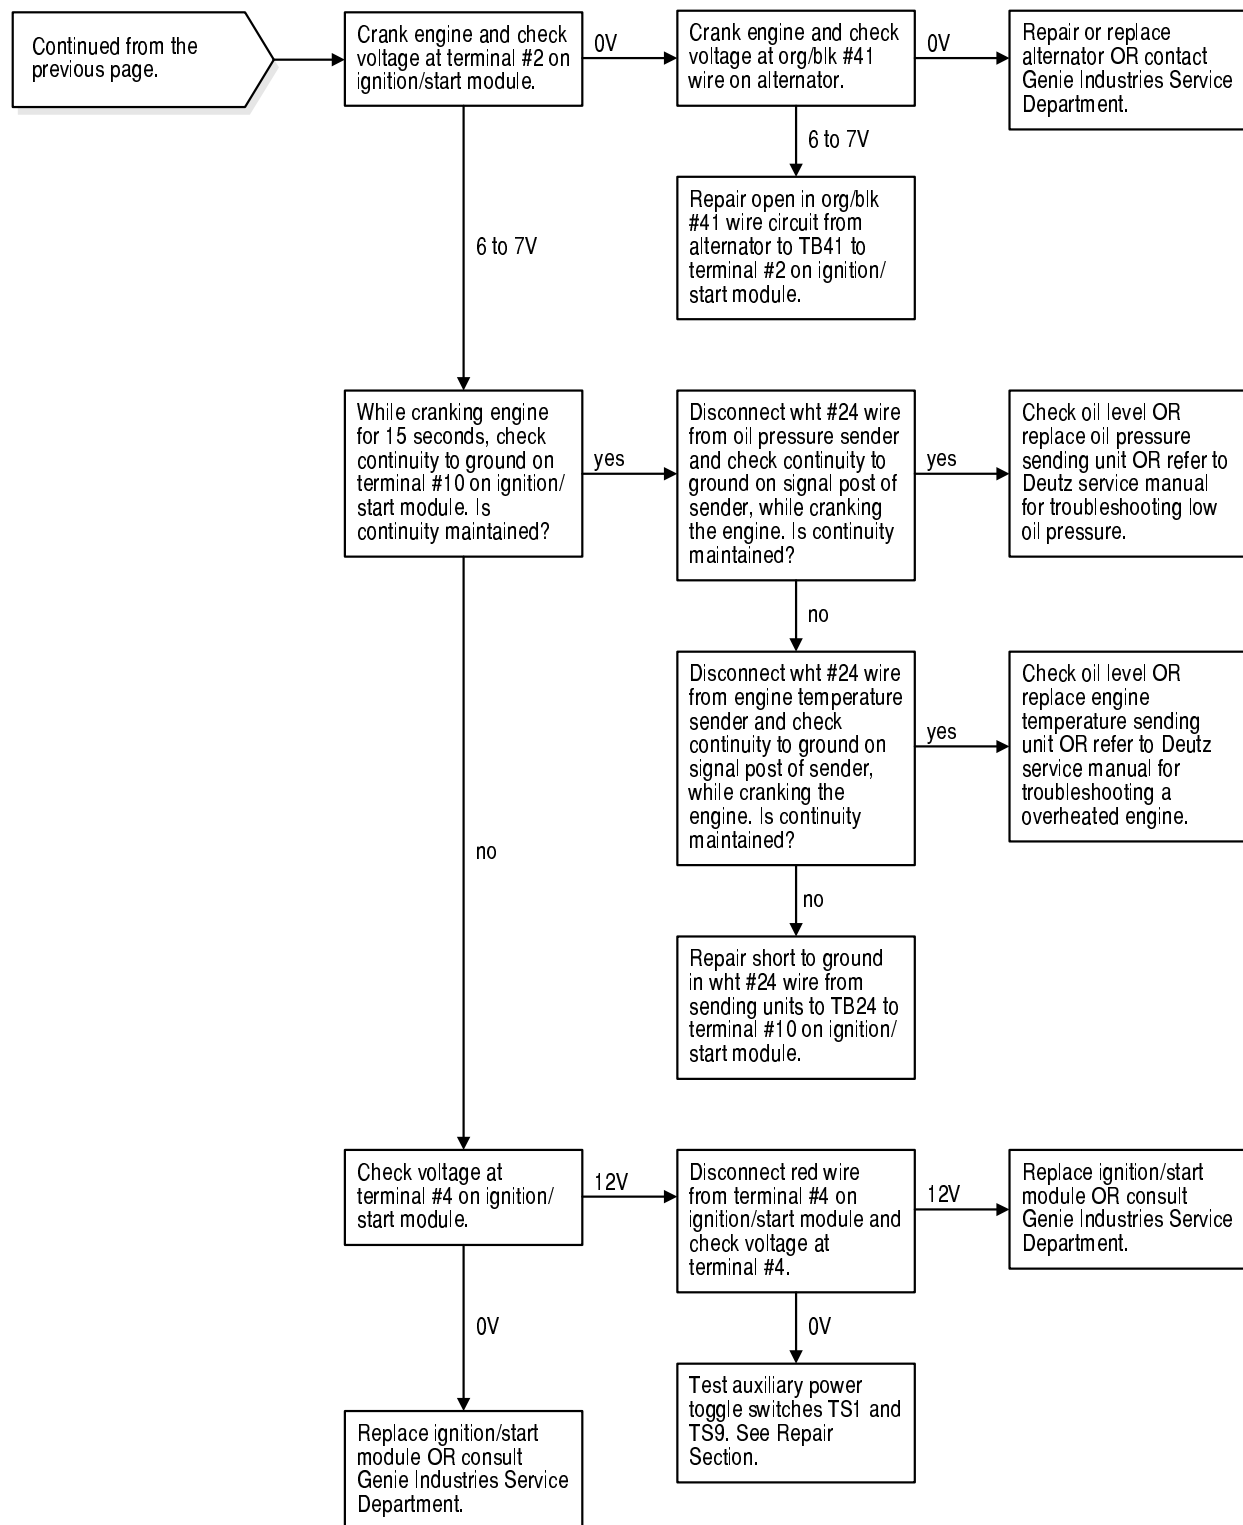 Continued from the
previous page.
Crank engine and check
voltage at terminal #2 on
ignition/start module.
0V
Crank engine and check
voltage at org/blk #41
wire on alternator.
0V
Repair or replace
alternator OR contact
Genie Industries Service
Department.
6 to 7V
Repair open in org/blk
#41 wire circuit from
alternator to TB41 to
terminal #2 on ignition/
start module.
6 to 7V
While cranking engine
for 15 seconds, check
continuity to ground on
terminal #10 on ignition/
start module. Is
continuity maintained?
yes
Disconnect wht #24 wire
from oil pressure sender
and check continuity to
ground on signal post of
sender, while cranking
the engine. Is continuity
maintained?
yes
Check oil level OR
replace oil pressure
sending unit OR refer to
Deutz service manual
for troubleshooting low
oil pressure.
no
Disconnect wht #24 wire
from engine temperature
sender and check
continuity to ground on
signal post of sender,
while cranking the
engine. Is continuity
maintained?
yes
Check oil level OR
replace engine
temperature sending
unit OR refer to Deutz
service manual for
troubleshooting a
overheated engine.
no
no
Repair short to ground
in wht #24 wire from
sending units to TB24 to
terminal #10 on ignition/
start module.
Check voltage at
terminal #4 on ignition/
start module.
12V
Disconnect red wire
from terminal #4 on
ignition/start module and
check voltage at
terminal #4.
12V
Replace ignition/start
module OR consult
Genie Industries Service
Department.
0V
0V
Test auxiliary power
toggle switches TS1 and
TS9. See Repair
Section.
Replace ignition/start
module OR consult
Genie Industries Service
Department.